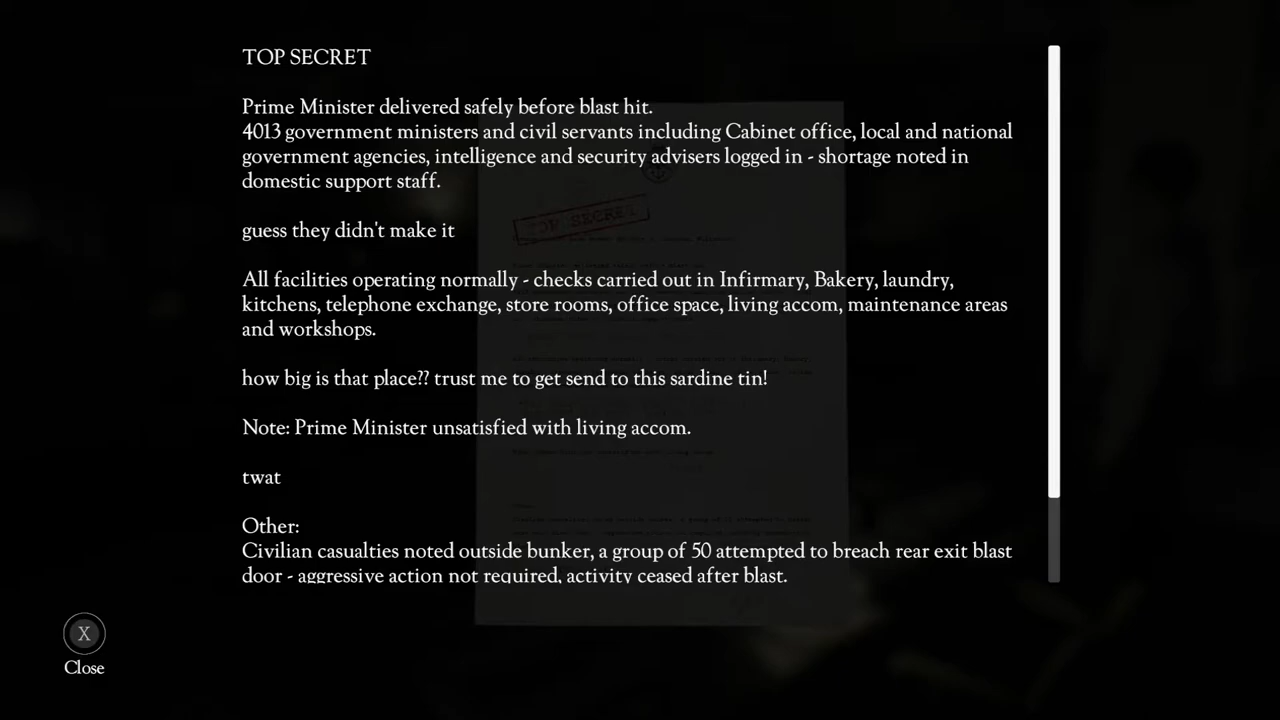 TOP SECRET
Prime Minister delivered safely before blast hit.
4013 government ministers and civil servants including Cabinet office, local and national
government agencies, intelligence and security advisers logged in - shortage noted in
domestic support staff.
guess they didn't make it
All facilities operating normally - checks carried out in Infirmary, Bakery, laundry,
kitchens, telephone exchange, store rooms, office space, living accom, maintenance areas
and workshops.
how big is that place?? trust me to get send to this sardine tin!
Note: Prime Minister unsatisfied with living accom.
twat
Other:
Civilian casualties noted outside bunker, a group of 50 attempted to breach rear exit blast
door - aggressive action not required, activity ceased after blast.
TOP SECRET
X
Close